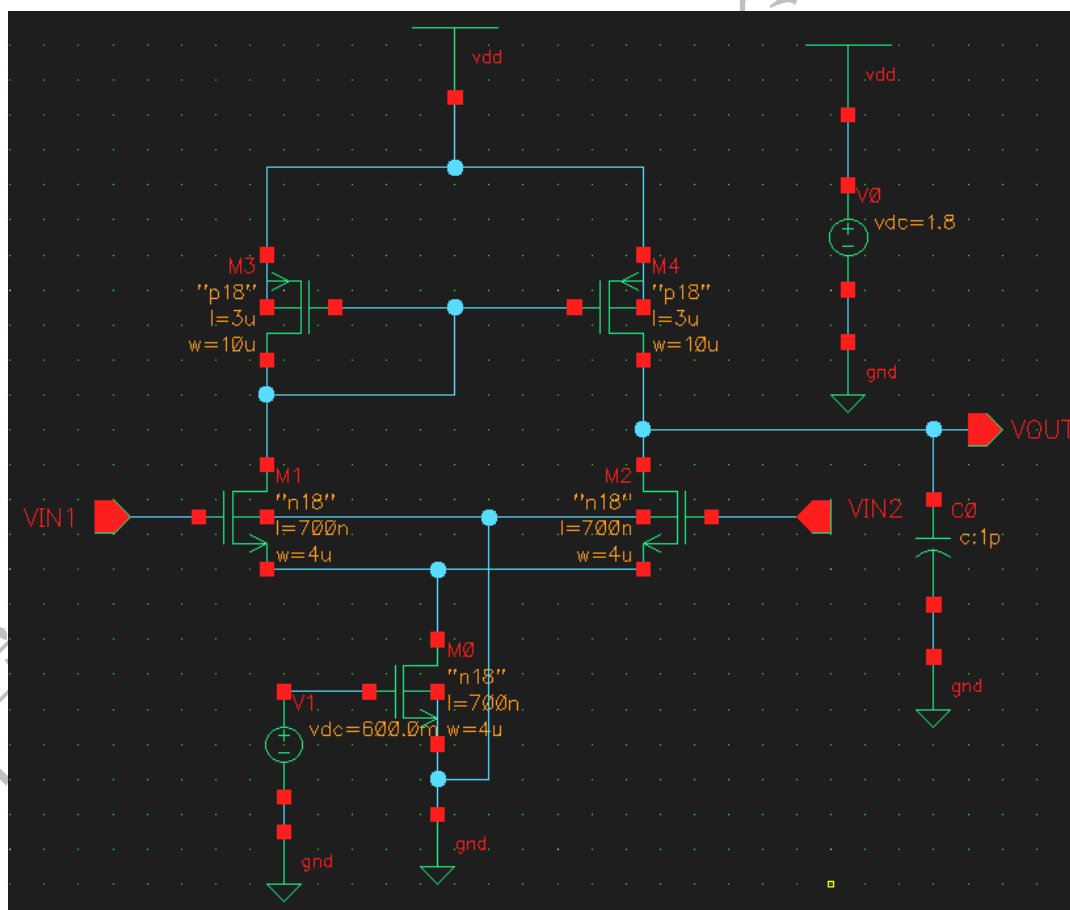 vdd
vdd
V0
vdc=1.8
gnd
M3
"p18"
l=3u
w=10u
M4
"p18"
l=3u
w=10u
VOUT
M1
"n18"
l=700n
w=4u
M2
"n18"
l=700n
w=4u
VIN1
VIN2
C0
c:1p
gnd
M0
"n18"
l=700n
w=4u
V1
vdc=600.0m
gnd
gnd